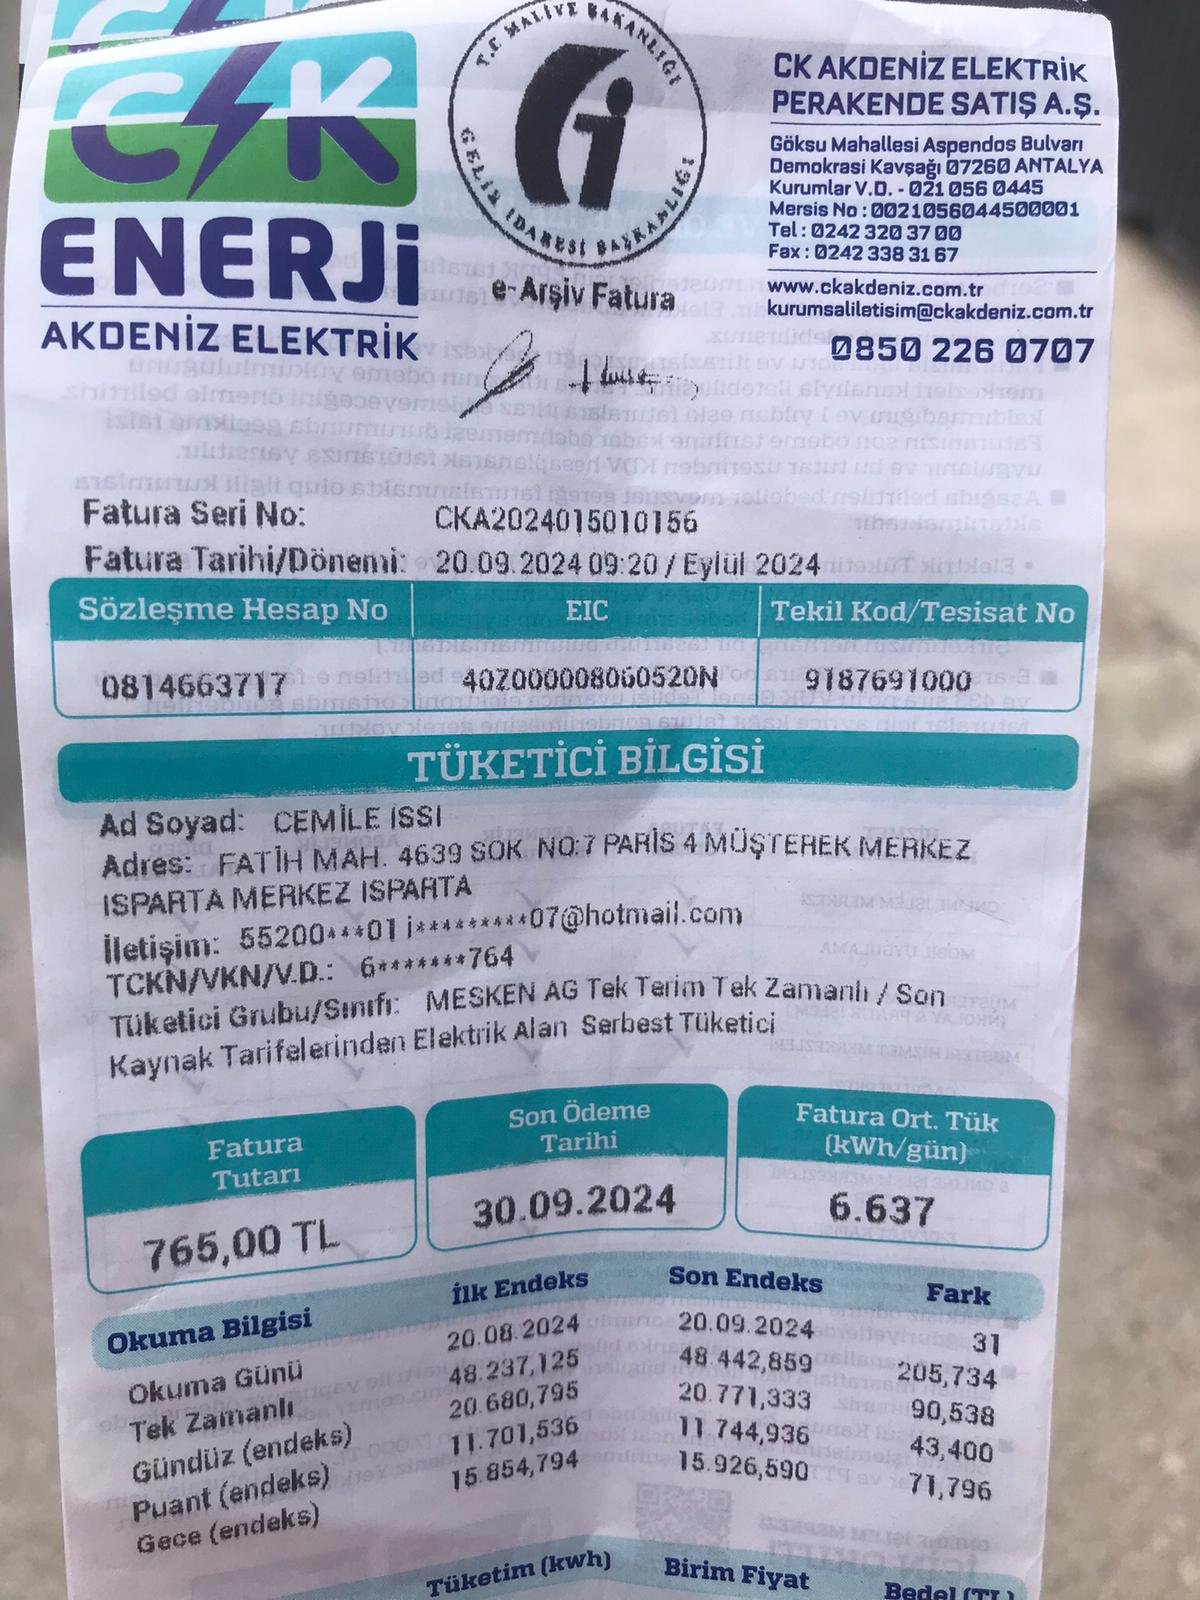 CK
ENERJi
AKDENİZ ELEKTRİK
T.C. MALİYE BAKANLIĞI
GELİR İDARESİ BAŞKANLIĞI
e-Arşiv Fatura
CK AKDENİZ ELEKTRİK
PERAKENDE SATIŞ A.Ş.
Göksu Mahallesi Aspendos Bulvarı
Demokrasi Kavşağı 07260 ANTALYA
Kurumlar V.D. - 021 056 0445
Mersis No : 0021056044500001
Tel : 0242 320 37 00
Fax : 0242 338 31 67
www.ckakdeniz.com.tr
kurumsaliletisim@ckakdeniz.com.tr
0850 226 0707
Fatura Seri No: CKA2024015010156
Fatura Tarihi/Dönemi: 20.09.2024 09:20 / Eylül 2024
Sözleşme Hesap No EIC Tekil Kod/Tesisat No
0814663717 40Z000008060520N 9187691000
TÜKETİCİ BİLGİSİ
Ad Soyad: CEMİLE ISSI
Adres: FATİH MAH. 4639 SOK NO:7 PARİS 4 MÜŞTEREK MERKEZ
ISPARTA MERKEZ ISPARTA
İletişim: 55200***01 i*********07@hotmail.com
TCKN/VKN/V.D.: 6*******764
Tüketici Grubu/Sınıfı: MESKEN AG Tek Terim Tek Zamanlı / Son
Kaynak Tarifelerinden Elektrik Alan Serbest Tüketici
Fatura
Tutarı
765,00 TL
Son Ödeme
Tarihi
30.09.2024
Fatura Ort. Tük
(kWh/gün)
6.637
Okuma Bilgisi İlk Endeks Son Endeks Fark
Okuma Günü 20.08.2024 20.09.2024 31
Tek Zamanlı 48.237,125 48.442,859 205,734
Gündüz (endeks) 20.680,795 20.771,333 90,538
Puant (endeks) 11.701,536 11.744,936 43,400
Gece (endeks) 15.854,794 15.926,590 71,796
Tüketim (kwh) Birim Fiyat Bedel (TL)